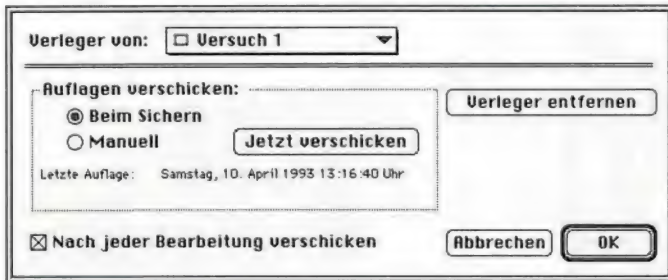 Verleger von: Versuch 1
Auflagen verschicken:
Beim Sichern
Verleger entfernen
Manuell
Jetzt verschicken
Letzte Auflage: Samstag, 10. April 1993 13:16:40 Uhr
Nach jeder Bearbeitung verschicken
Abbrechen
OK